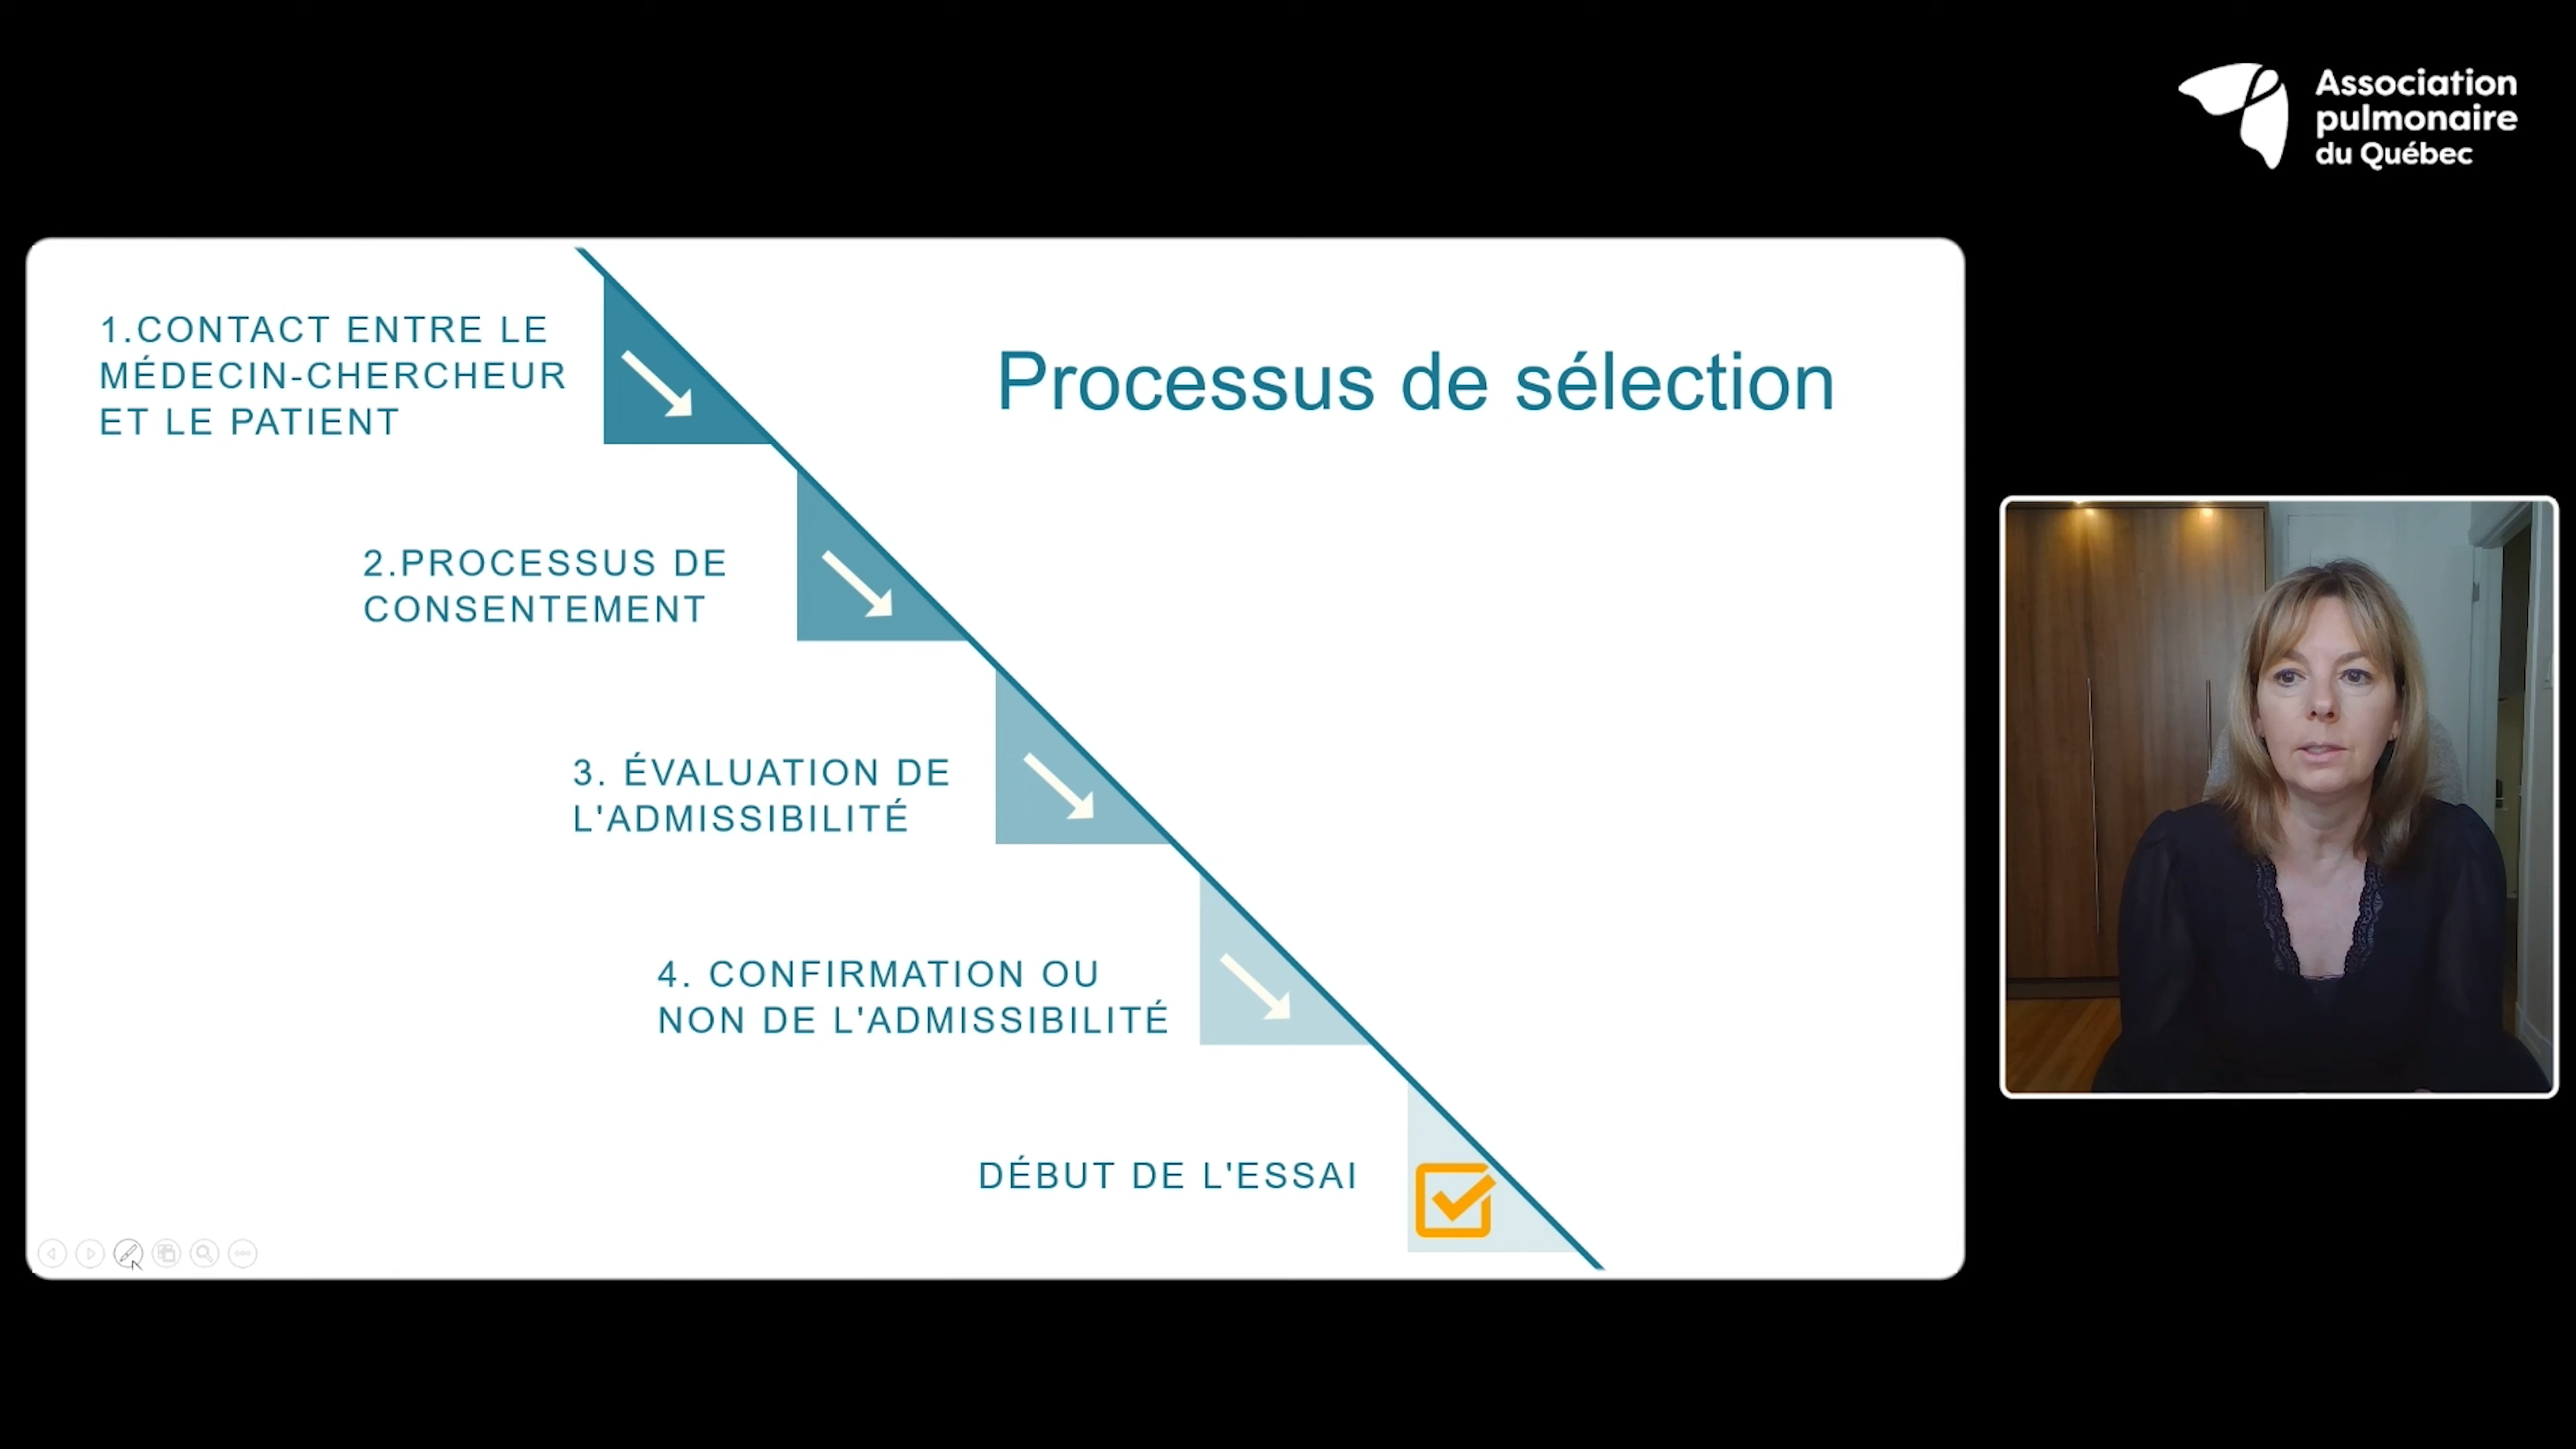 Association
pulmonaire
du Québec
Processus de sélection
1.CONTACT ENTRE LE
MÉDECIN-CHERCHEUR
ET LE PATIENT
2.PROCESSUS DE
CONSENTEMENT
3. ÉVALUATION DE
L'ADMISSIBILITÉ
4. CONFIRMATION OU
NON DE L'ADMISSIBILITÉ
DÉBUT DE L'ESSAI